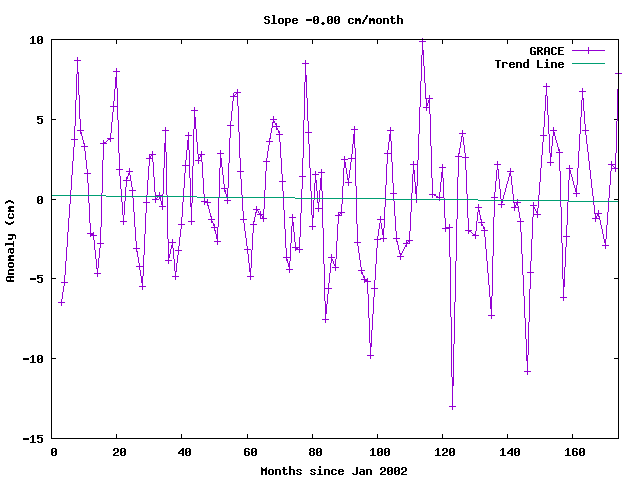 Slope -0.00 cm/month
GRACE
Trend Line
10
5
0
-5
-10
-15
Anomaly (cm)
0 20 40 60 80 100 120 140 160
Months since Jan 2002